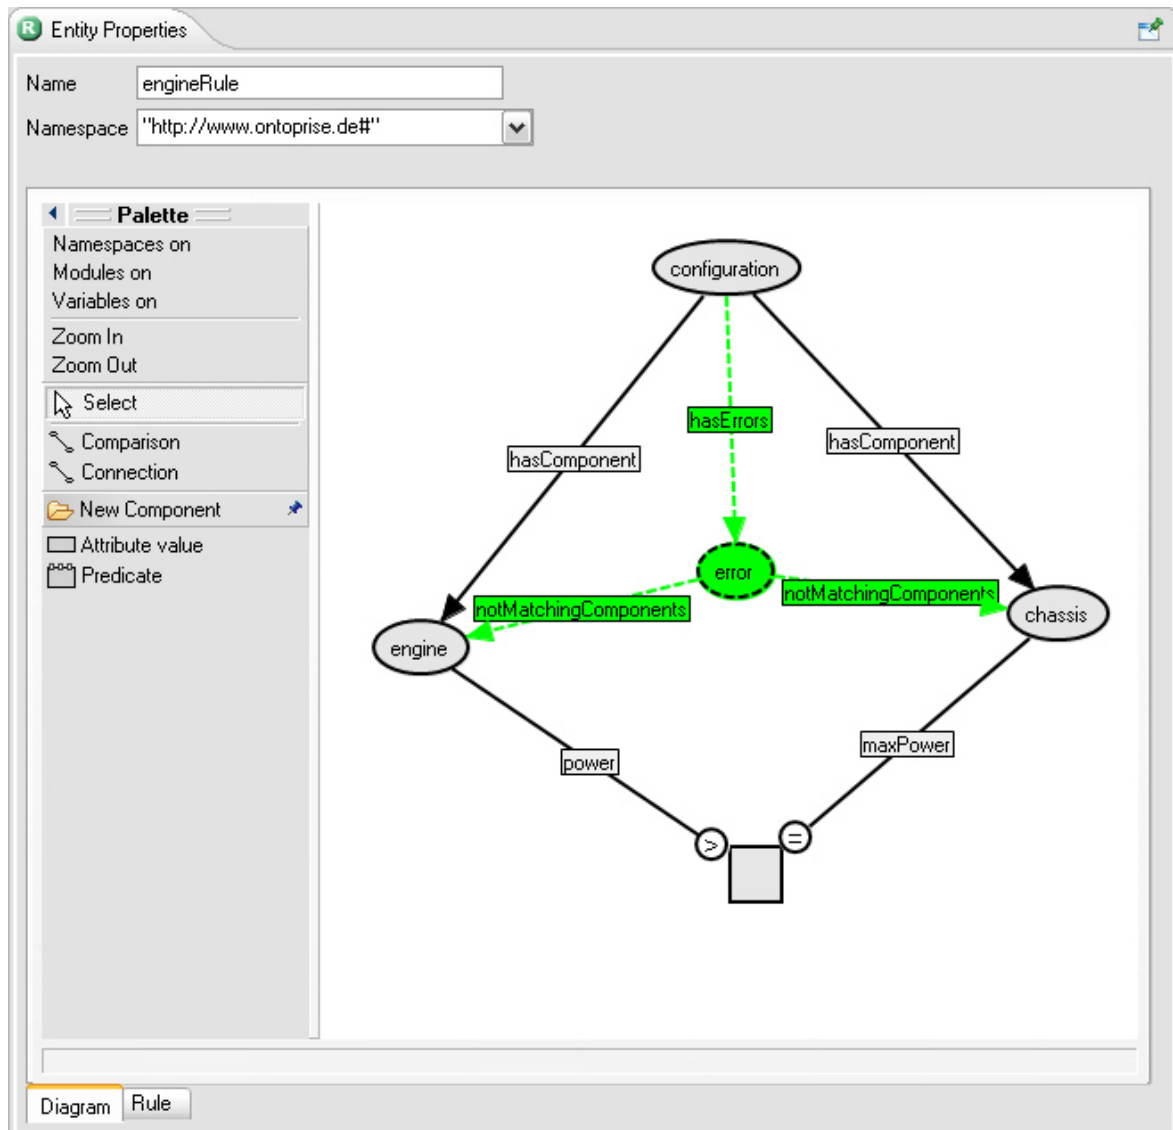 R Entity Properties
Name engineRule
Namespace "http://www.ontoprise.de#"
Palette
Namespaces on
Modules on
Variables on
Zoom In
Zoom Out
Select
Comparison
Connection
New Component
Attribute value
Predicate
configuration
hasErrors
hasComponent
hasComponent
error
notMatchingComponents
notMatchingComponents
engine
chassis
power
maxPower
> =
Diagram Rule